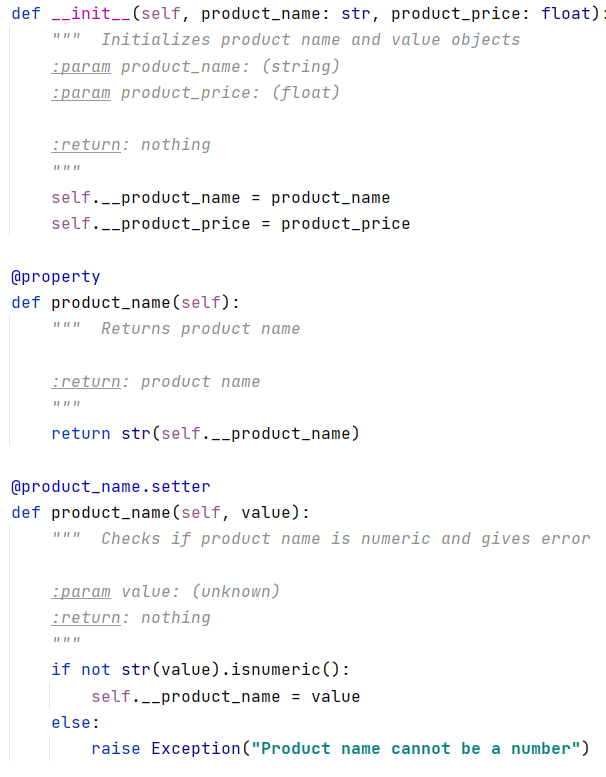 def __init__(self, product_name: str, product_price: float):
    """  Initializes product name and value objects
    :param product_name: (string)
    :param product_price: (float)

    :return: nothing
    """
    self.__product_name = product_name
    self.__product_price = product_price

@property
def product_name(self):
    """  Returns product name

    :return: product name
    """
    return str(self.__product_name)

@product_name.setter
def product_name(self, value):
    """  Checks if product name is numeric and gives error

    :param value: (unknown)
    :return: nothing
    """
    if not str(value).isnumeric():
        self.__product_name = value
    else:
        raise Exception("Product name cannot be a number")